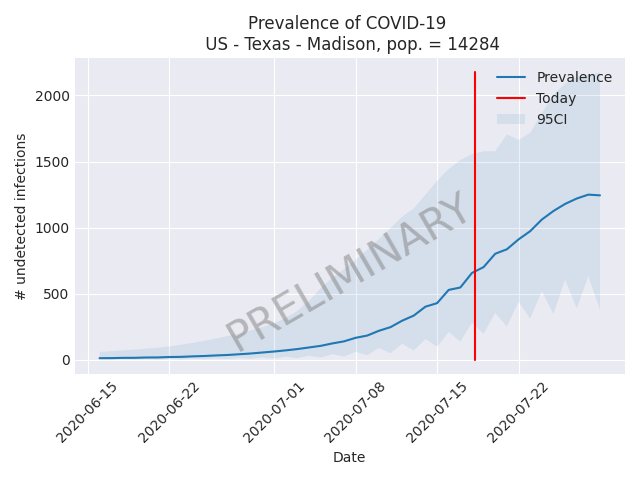 Prevalence of COVID-19
US - Texas - Madison, pop. = 14284
Prevalence
Today
95CI
2000
1500
1000
500
0
# undetected infections
PRELIMINARY
2020-06-15
2020-06-22
2020-07-01
2020-07-08
2020-07-15
2020-07-22
Date